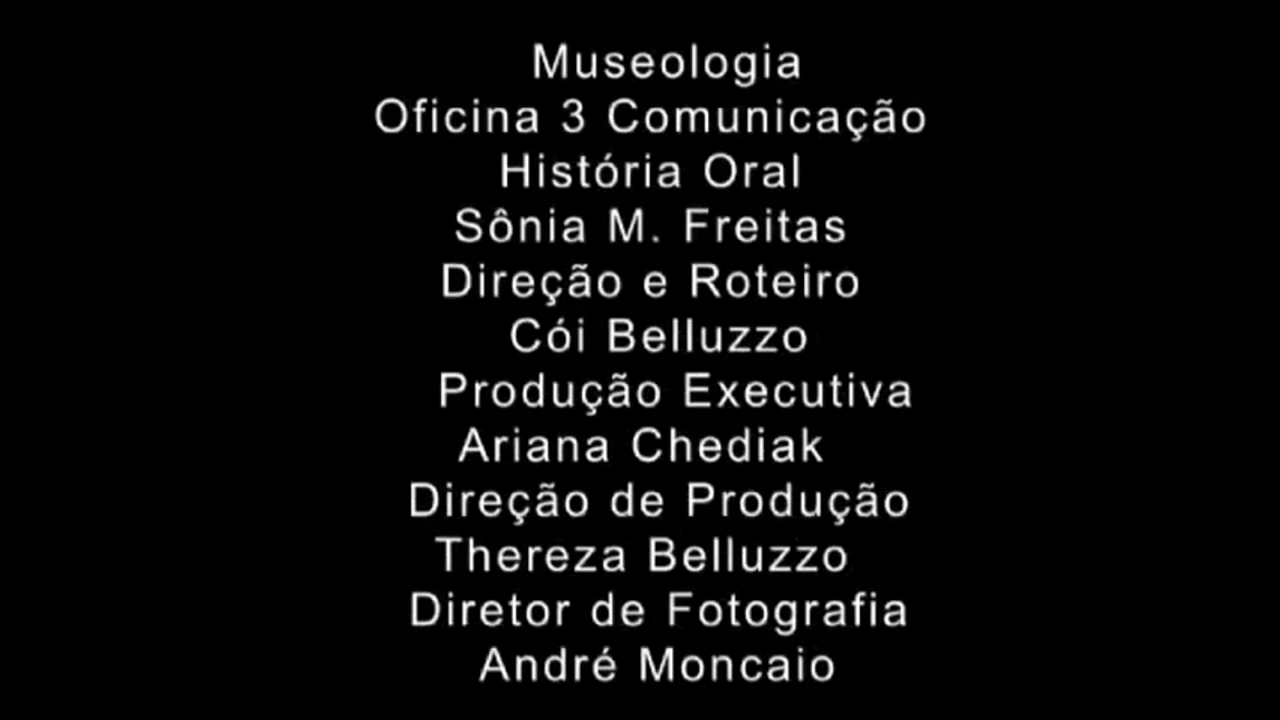 Museologia
Oficina 3 Comunicação
História Oral
Sônia M. Freitas
Direção e Roteiro
Cói Belluzzo
Produção Executiva
Ariana Chediak
Direção de Produção
Thereza Belluzzo
Diretor de Fotografia
André Moncaio